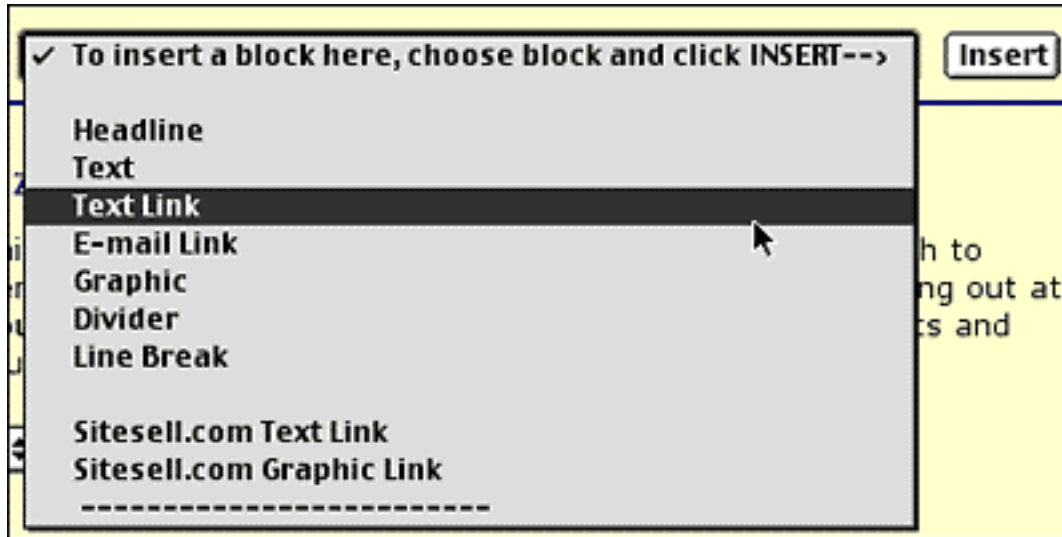 ✓ To insert a block here, choose block and click INSERT-->
Insert
Headline
Text
Text Link
E-mail Link
h to
Graphic
ng out at
Divider
ts and
Line Break
Sitesell.com Text Link
Sitesell.com Graphic Link
--------------------------